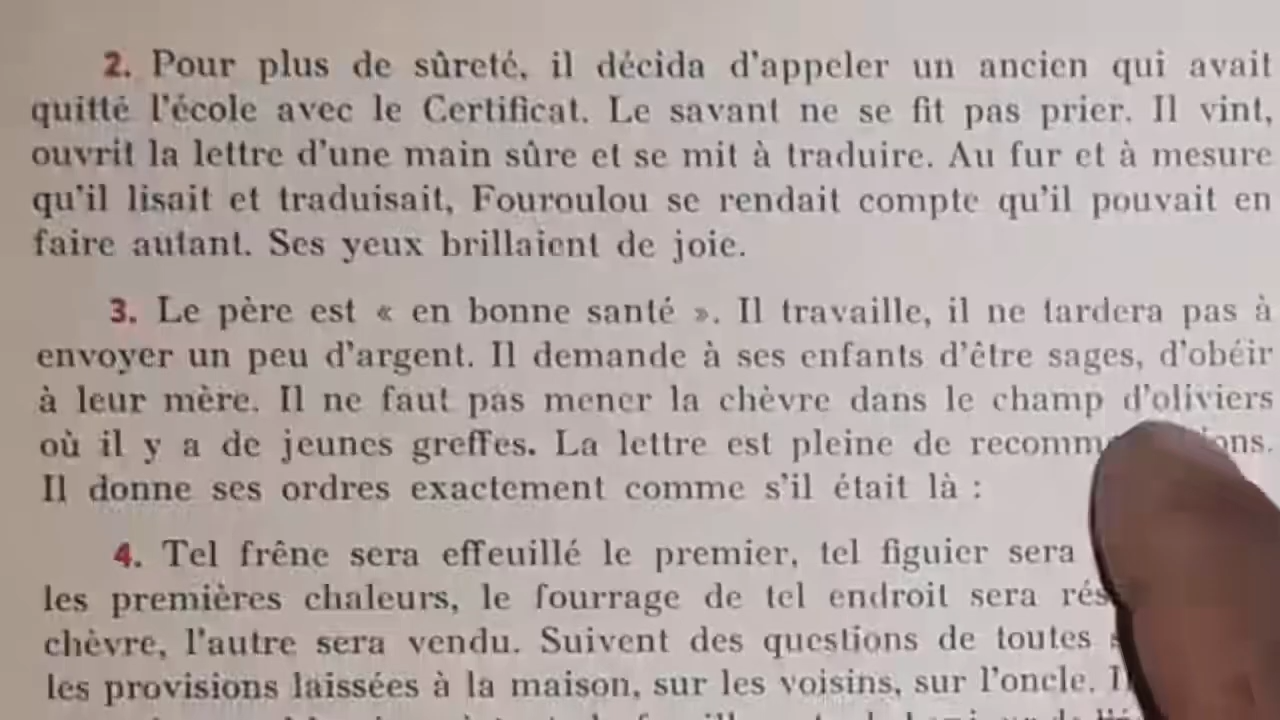 2. Pour plus de sûreté, il décida d'appeler un ancien qui avait
quitté l'école avec le Certificat. Le savant ne se fit pas prier. Il vint,
ouvrit la lettre d'une main sûre et se mit à traduire. Au fur et à mesure
qu'il lisait et traduisait, Fouroulou se rendait compte qu'il pouvait en
faire autant. Ses yeux brillaient de joie.
3. Le père est « en bonne santé ». Il travaille, il ne tardera pas à
envoyer un peu d'argent. Il demande à ses enfants d'être sages, d'obéir
à leur mère. Il ne faut pas mener la chèvre dans le champ d'oliviers
où il y a de jeunes greffes. La lettre est pleine de
Il donne ses ordres exactement comme s'il était là :
4. Tel frêne sera effeuillé le premier, tel figuier sera
les premières chaleurs, le fourrage de tel endroit sera
chèvre, l'autre sera vendu. Suivent des questions de toutes
les provisions laissées à la maison, sur les voisins, sur l'oncle.